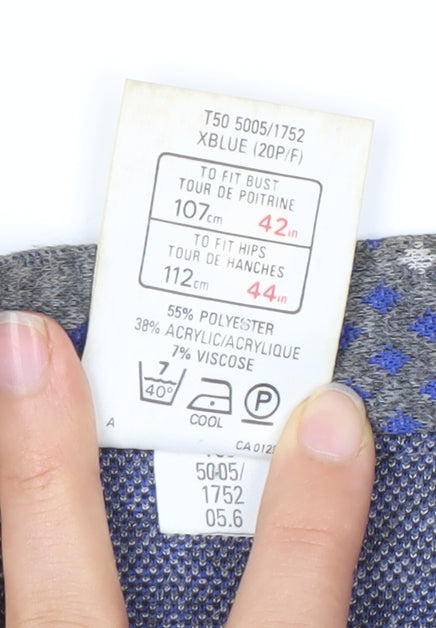 T50 5005/1752
XBLUE (20P/F)
TO FIT BUST
TOUR DE POITRINE
107cm 42in
TO FIT HIPS
TOUR DE HANCHES
112cm 44in
55% POLYESTER
38% ACRYLIC/ACRYLIQUE
7% VISCOSE
7
40° P
COOL
A
CA
5005/
1752
05.6